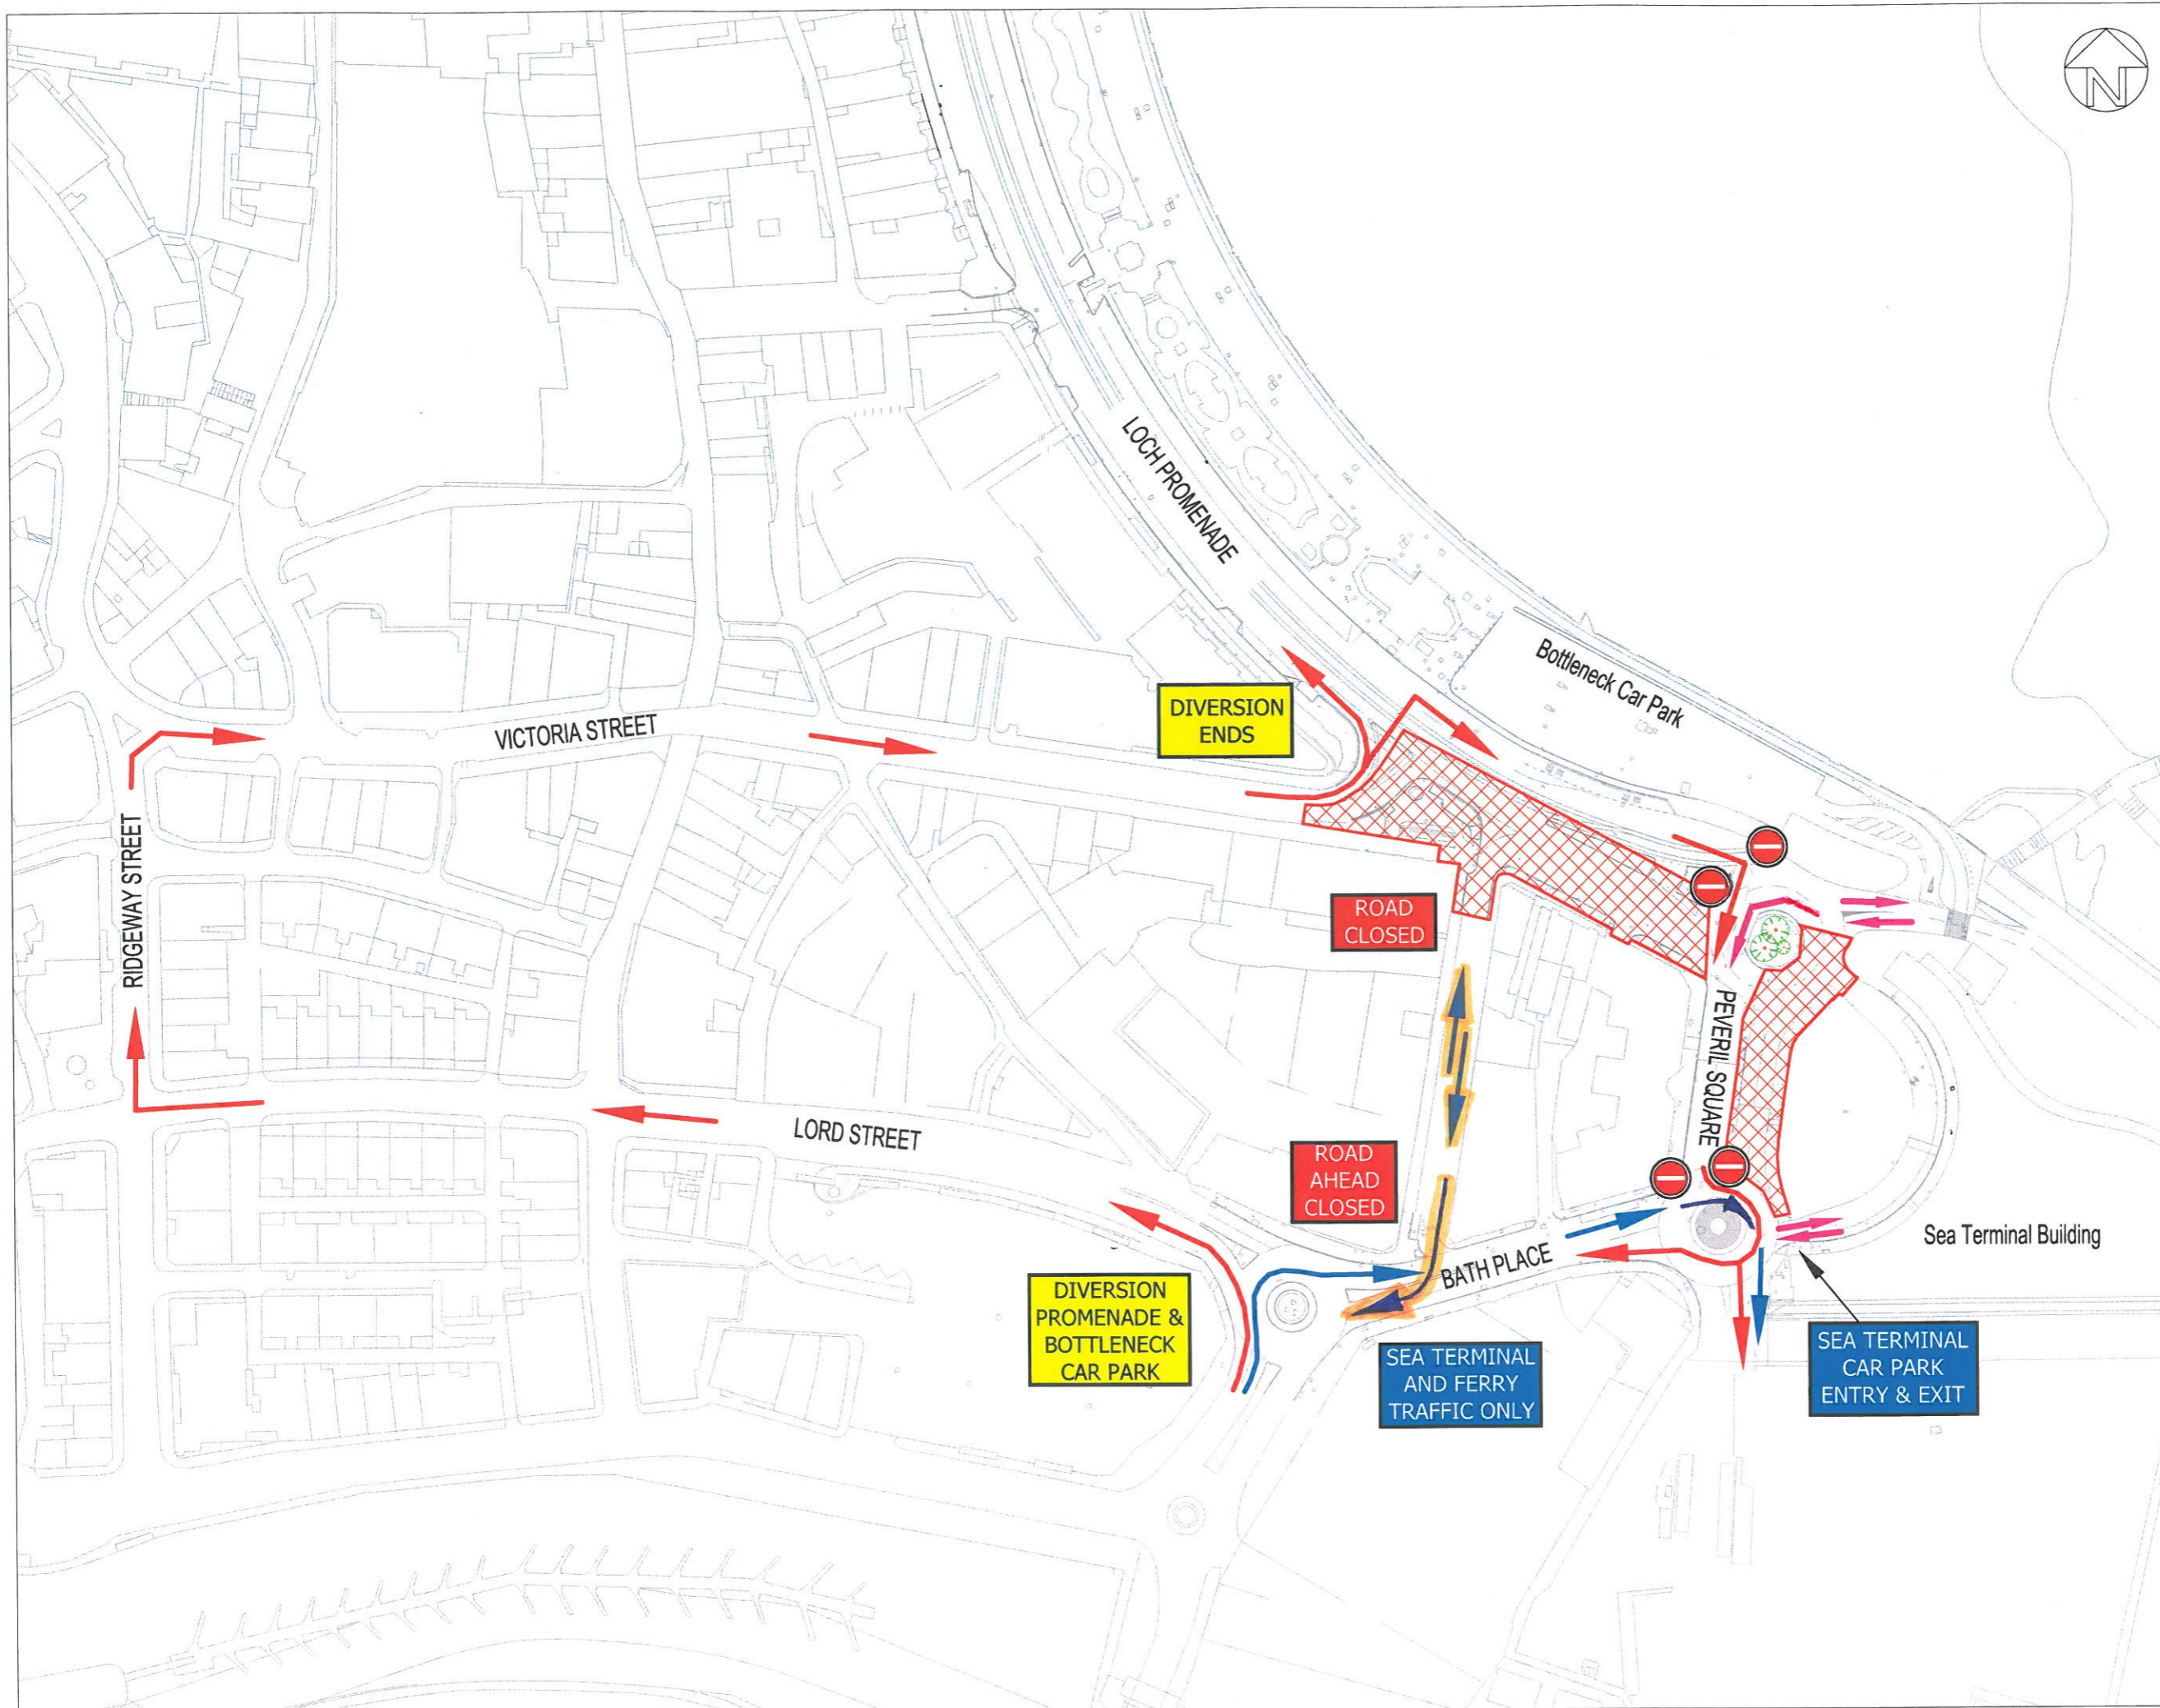 N
LOCH PROMENADE
Bottleneck Car Park
DIVERSION
ENDS
VICTORIA STREET
RIDGEWAY STREET
ROAD
CLOSED
PEVERIL SQUARE
LORD STREET
ROAD
AHEAD
CLOSED
BATH PLACE
Sea Terminal Building
DIVERSION
PROMENADE &
BOTTLENECK
CAR PARK
SEA TERMINAL
AND FERRY
TRAFFIC ONLY
SEA TERMINAL
CAR PARK
ENTRY & EXIT